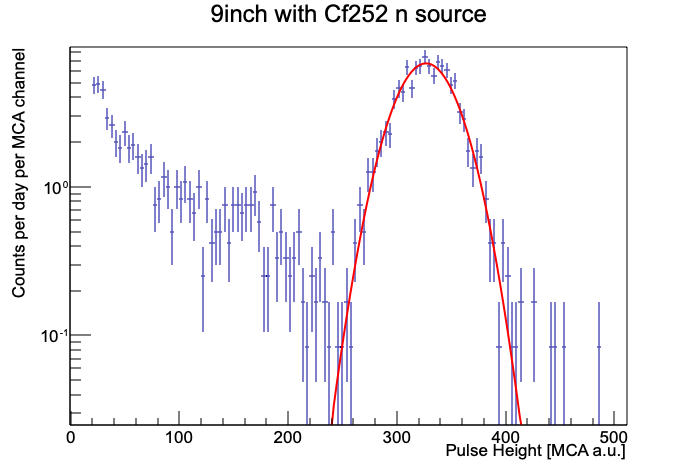 9inch with Cf252 n source
Counts per day per MCA channel
10⁰
10⁻¹
0 100 200 300 400 500
Pulse Height [MCA a.u.]